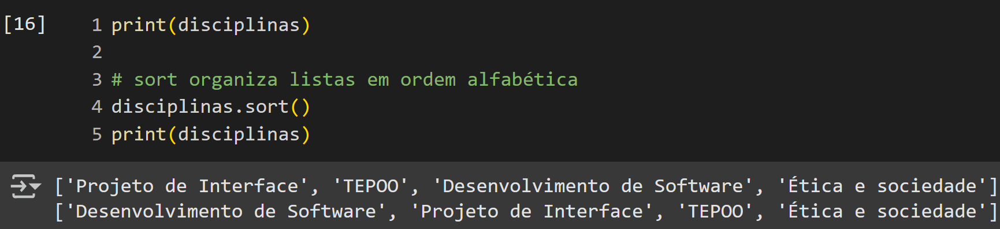 [16] 1 print(disciplinas)
2
3 # sort organiza listas em ordem alfabética
4 disciplinas.sort()
5 print(disciplinas)
['Projeto de Interface', 'TEPOO', 'Desenvolvimento de Software', 'Ética e sociedade']
['Desenvolvimento de Software', 'Projeto de Interface', 'TEPOO', 'Ética e sociedade']